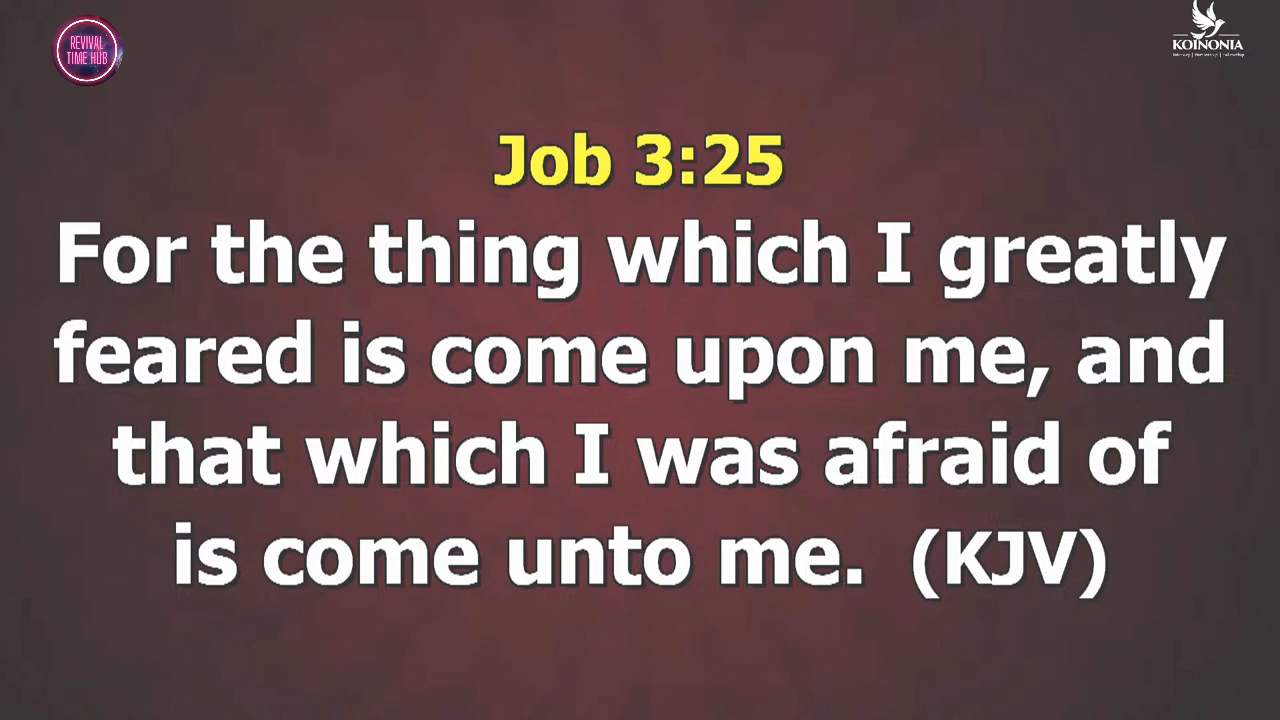 REVIVAL
TIME HUB
KOINONIA
Job 3:25
For the thing which I greatly
feared is come upon me, and
that which I was afraid of
is come unto me. (KJV)